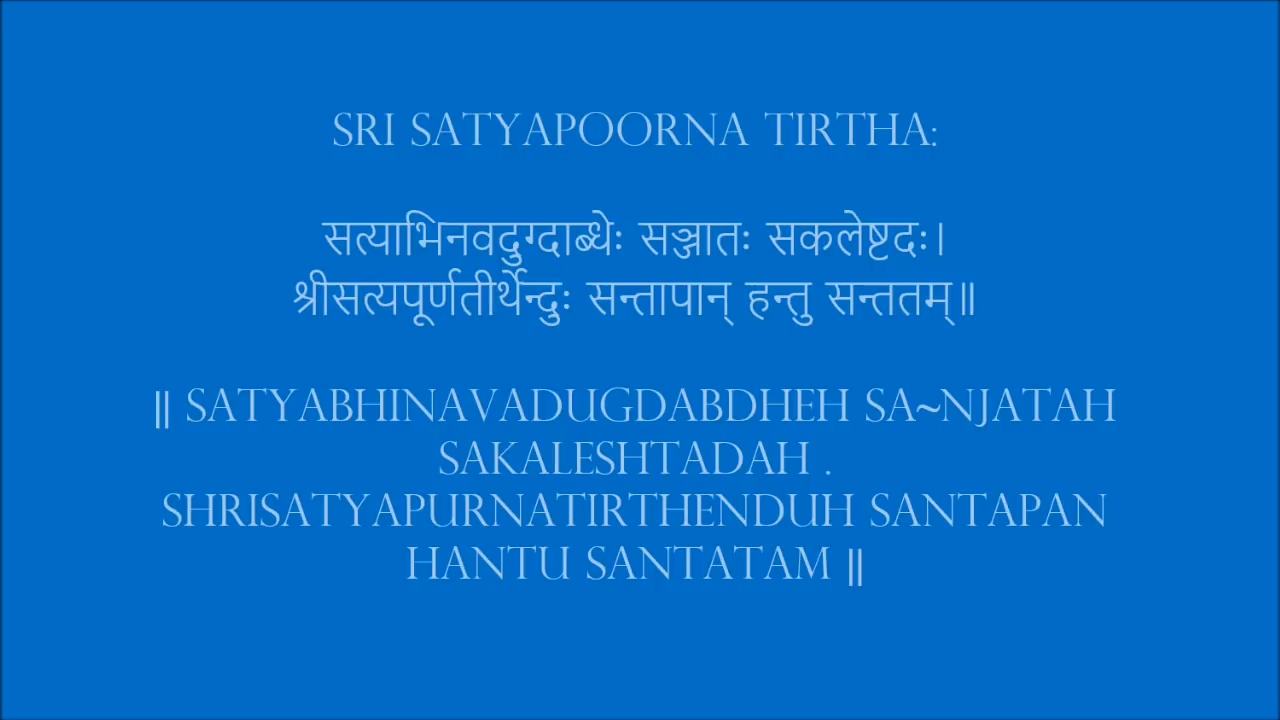 SRI SATYAPOORNA TIRTHA:
सत्याभिनवदुग्दाब्धेः सञ्जातः सकलेष्टदः।
श्रीसत्यपूर्णतीर्थेन्दुः सन्तापान् हन्तु सन्ततम्॥
|| SATYABHINAVADUGDABDHEH SA~NJATAH
SAKALESHTADAH .
SHRISATYAPURNATIRTHENDUH SANTAPAN
HANTU SANTATAM ||